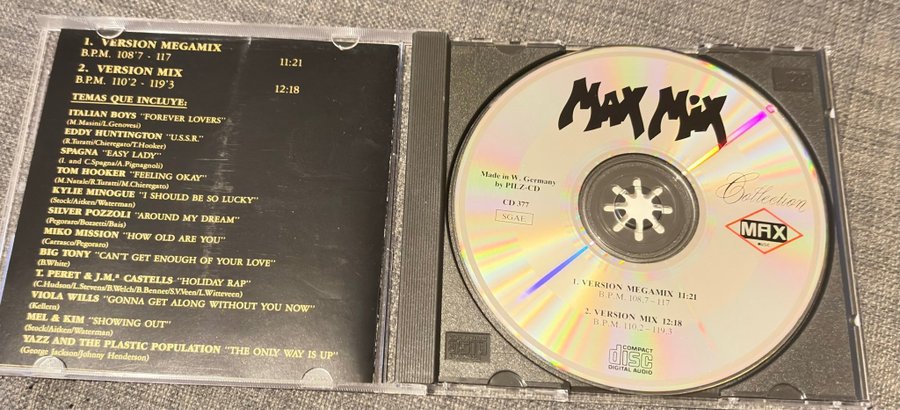 1. VERSION MEGAMIX
B.P.M. 108'7 - 117 11:21
2. VERSION MIX
B.P.M. 110'2 - 119'3 12:18
TEMAS QUE INCLUYE:
ITALIAN BOYS "FOREVER LOVERS"
(M.Masini/L.Genovesi)
EDDY HUNTINGTON "U.S.S.R."
(R.Turatti/Chieregato/T.Hooker)
SPAGNA "EASY LADY"
(I. and C.Spagna/A.Pignagnoli)
TOM HOOKER "FEELING OKAY"
(M.Natale/R.Turatti/M.Chieregato)
KYLIE MINOGUE "I SHOULD BE SO LUCKY"
(Stock/Aitken/Waterman)
SILVER POZZOLI "AROUND MY DREAM"
(Pegoraro/Bozzetti/Bais)
MIKO MISSION "HOW OLD ARE YOU"
(Carrasco/Pegoraro)
BIG TONY "CAN'T GET ENOUGH OF YOUR LOVE"
(B.White)
T. PERET & J.M.ª CASTELLS "HOLIDAY RAP"
(C.Hudson/L.Stevens/B.Welch/B.Bennet/S.V.Veen/L.Witteveen)
VIOLA WILLS "GONNA GET ALONG WITHOUT YOU NOW"
(Kellern)
MEL & KIM "SHOWING OUT"
(Stock/Aitken/Waterman)
YAZZ AND THE PLASTIC POPULATION "THE ONLY WAY IS UP"
(George Jackson/Johnny Henderson)
MAX MIX
Collection
MAX
MUSIC
Made in W. Germany
by PILZ-CD
CD 377
SGAE
1. VERSION MEGAMIX 11:21
B.P.M. 108,7 - 117
2. VERSION MIX 12:18
B.P.M. 110,2 - 119,3
COMPACT
disc
DIGITAL AUDIO